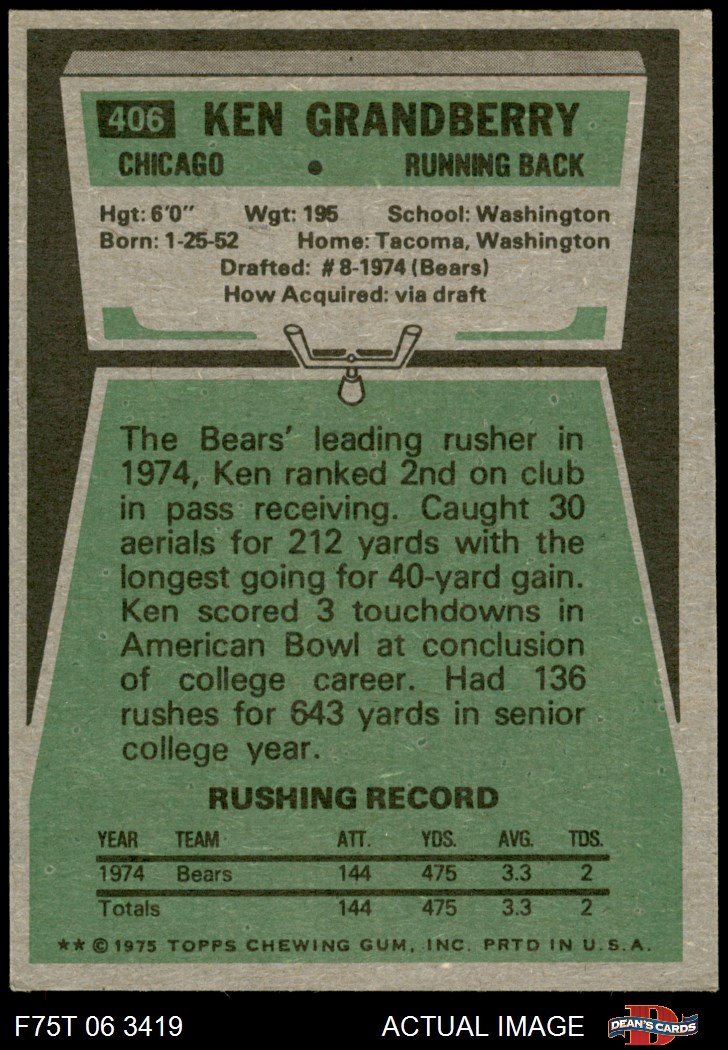 406 KEN GRANDBERRY
CHICAGO • RUNNING BACK
Hgt: 6'0" Wgt: 195 School: Washington
Born: 1-25-52 Home: Tacoma, Washington
Drafted: #8-1974 (Bears)
How Acquired: via draft
The Bears' leading rusher in
1974, Ken ranked 2nd on club
in pass receiving. Caught 30
aerials for 212 yards with the
longest going for 40-yard gain.
Ken scored 3 touchdowns in
American Bowl at conclusion
of college career. Had 136
rushes for 643 yards in senior
college year.
RUSHING RECORD
YEAR TEAM ATT. YDS. AVG. TDS.
1974 Bears 144 475 3.3 2
Totals 144 475 3.3 2
** © 1975 TOPPS CHEWING GUM, INC. PRTD IN U.S.A.
F75T 06 3419 ACTUAL IMAGE D DEAN'S CARDS